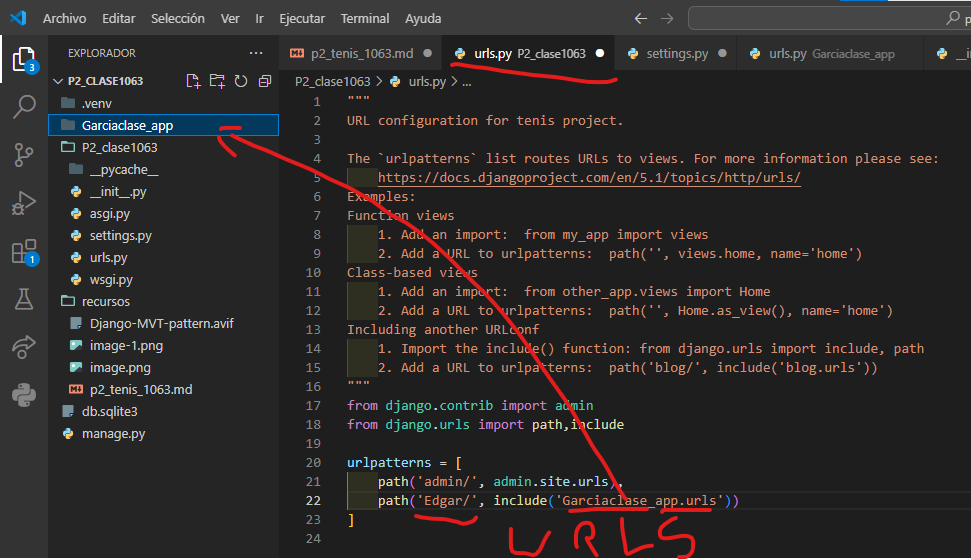 Archivo Editar Selección Ver Ir Ejecutar Terminal Ayuda
EXPLORADOR
P2_CLASE1063
.venv
Garciaclase_app
P2_clase1063
__pycache__
__init__.py
asgi.py
settings.py
urls.py
wsgi.py
recursos
Django-MVT-pattern.avif
image-1.png
image.png
p2_tenis_1063.md
db.sqlite3
manage.py
3
1
p2_tenis_1063.md
urls.py P2_clase1063
settings.py
urls.py Garciaclase_app
P2_clase1063 > urls.py > ...
1 """
2 URL configuration for tenis project.
3
4 The `urlpatterns` list routes URLs to views. For more information please see:
5 https://docs.djangoproject.com/en/5.1/topics/http/urls/
6 Examples:
7 Function views
8 1. Add an import:  from my_app import views
9 2. Add a URL to urlpatterns:  path('', views.home, name='home')
10 Class-based views
11 1. Add an import:  from other_app.views import Home
12 2. Add a URL to urlpatterns:  path('', Home.as_view(), name='home')
13 Including another URLconf
14 1. Import the include() function: from django.urls import include, path
15 2. Add a URL to urlpatterns:  path('blog/', include('blog.urls'))
16 """
17 from django.contrib import admin
18 from django.urls import path,include
19
20 urlpatterns = [
21 path('admin/', admin.site.urls),
22 path('Edgar/', include('Garciaclase_app.urls'))
23 ]
24
URLS